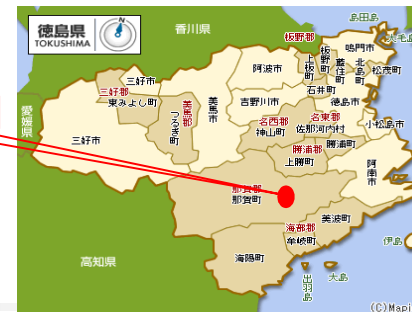 徳島県
TOKUSHIMA
香川県
島田島
大毛島
板野郡
鳴門市
板野町
上板町
藍住町
北島町
松茂町
阿波市
三好市
三好郡
東みよし町
美馬郡
つるぎ町
美馬市
吉野川市
石井町
徳島市
名西郡
神山町
名東郡
佐那河内村
小松島市
愛媛県
三好市
勝浦郡
勝浦町
上勝町
阿南市
那賀郡
那賀町
美波町
海部郡
牟岐町
伊島
海陽町
高知県
出羽島
大島
(C)Mapi